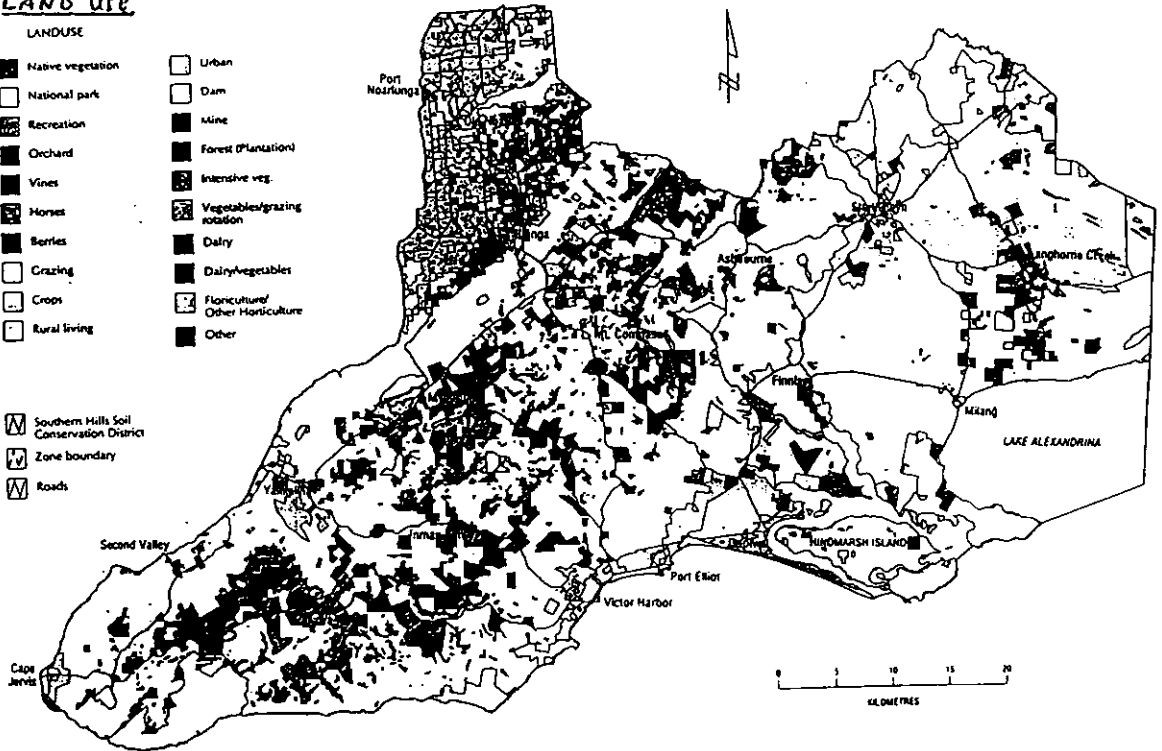 LAND use
LANDUSE
Native vegetation
National park
Recreation
Orchard
Vines
Horses
Berries
Grazing
Crops
Rural living
Urban
Dam
Mine
Forest (Plantation)
Intensive veg.
Vegetables/grazing
rotation
Dairy
Dairy/vegetables
Floriculture/
Other Horticulture
Other
Southern Hills Soil
Conservation District
Zone boundary
Roads
Port
Noarlunga
N
Ashbourne
Langhorne Creek
Mt. Compass
Finniss
Milang
LAKE ALEXANDRINA
Second Valley
HINDMARSH ISLAND
Port Elliot
Victor Harbor
Cape
Jervis
0 5 10 15 20
KILOMETRES